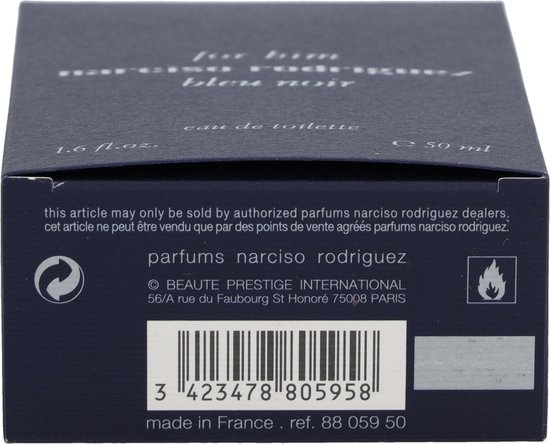 for him
narciso rodriguez
bleu noir
eau de toilette
1.6 fl.oz. ℮ 50 ml
this article may only be sold by authorized parfums narciso rodriguez dealers.
cet article ne peut être vendu que par des points de vente agréés parfums narciso rodriguez.
parfums narciso rodriguez
© BEAUTE PRESTIGE INTERNATIONAL
56/A rue du Faubourg St Honoré 75008 PARIS
3 423478 805958
made in France . ref. 88 059 50